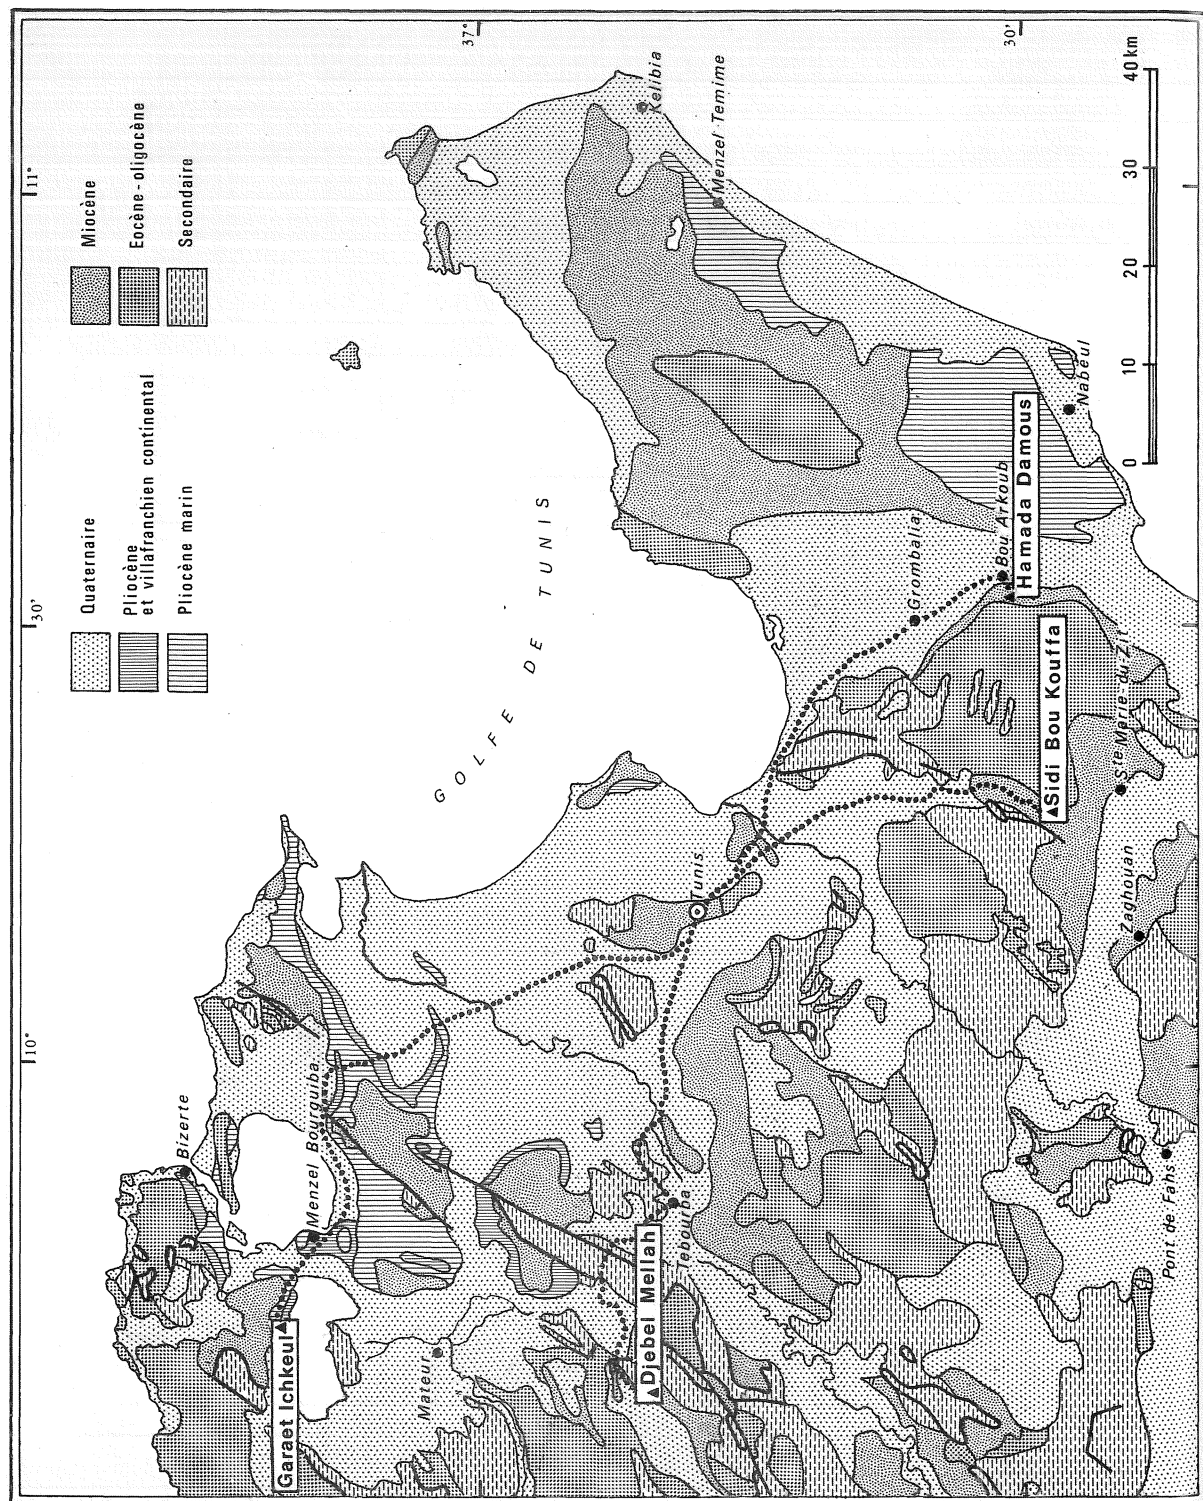 Quaternaire
Pliocène
et villafranchien continental
Pliocène marin
Miocène
Eocène-oligocène
Secondaire
10°
30'
11°
37°
30'
GOLFE DE TUNIS
Bizerte
Menzel Bourguiba
Garaet Ichkeul
Mateur
Djebel Mellah
Tebourba
Tunis
Kelibia
Menzel Temime
Nabeul
Grombalia
Bou Arkoub
Hamada Damous
Sidi Bou Kouffa
Ste Marie-du-Zit
Zaghouan
Pont de Fahs
0 10 20 30 40 km